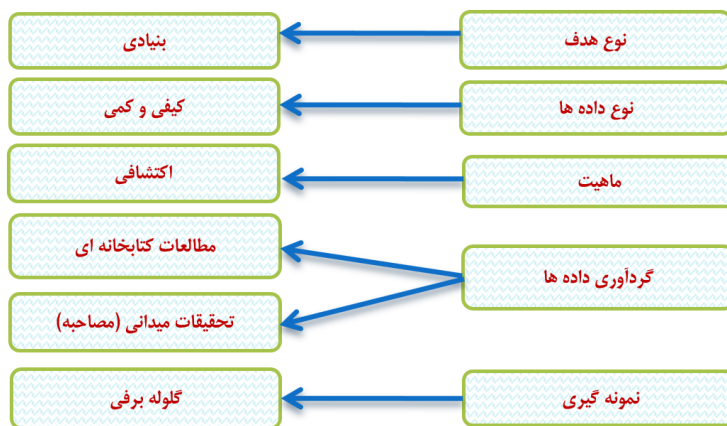 نوع هدف
بنیادی
نوع داده ها
کیفی و کمی
ماهیت
اکتشافی
گردآوری داده ها
مطالعات کتابخانه ای
تحقیقات میدانی (مصاحبه)
نمونه گیری
گلوله برفی